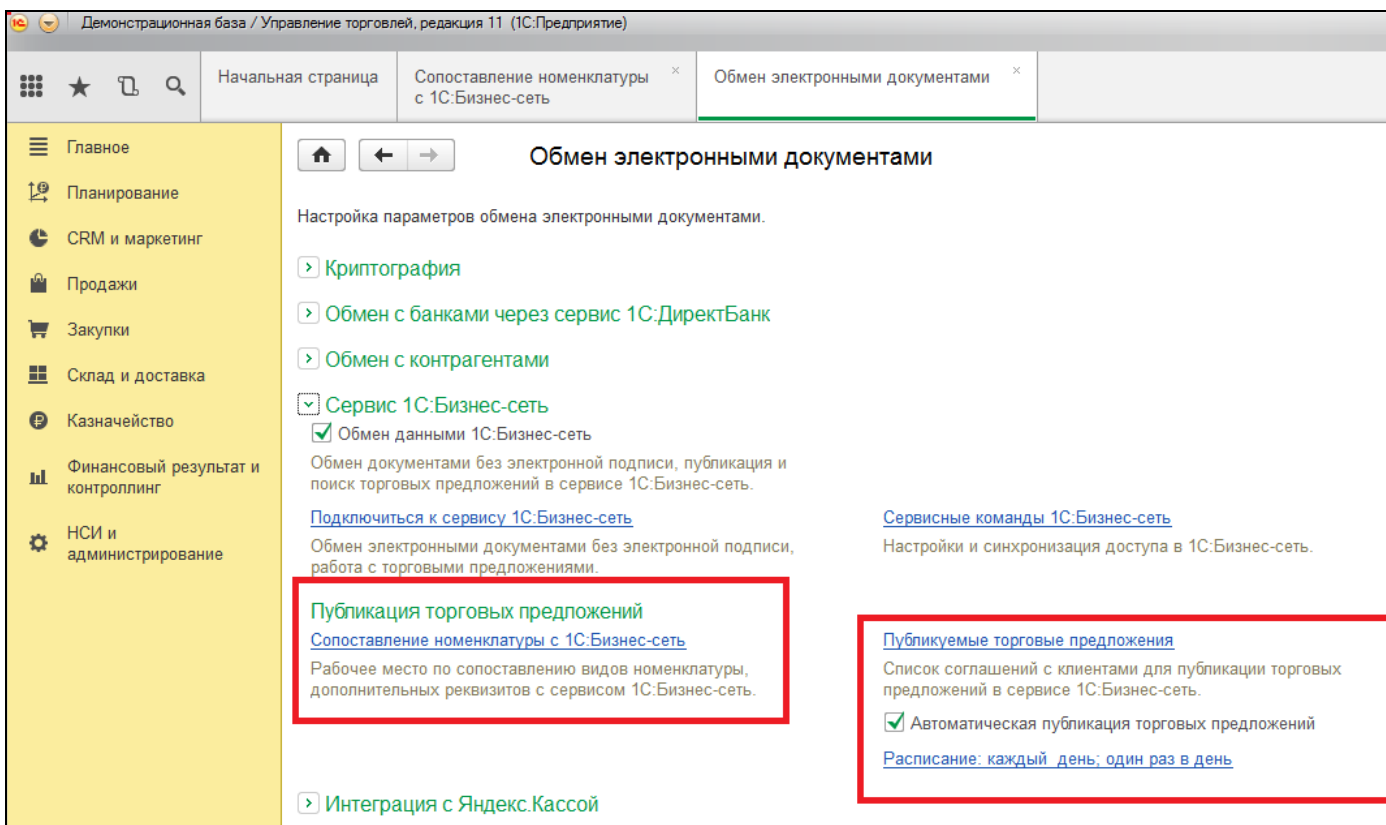 Демонстрационная база / Управление торговлей, редакция 11 (1С:Предприятие)
Начальная страница
Сопоставление номенклатуры
с 1С:Бизнес-сеть
Обмен электронными документами
Главное
Планирование
CRM и маркетинг
Продажи
Закупки
Склад и доставка
Казначейство
Финансовый результат и
контроллинг
НСИ и
администрирование
Обмен электронными документами
Настройка параметров обмена электронными документами.
Криптография
Обмен с банками через сервис 1С:ДиректБанк
Обмен с контрагентами
Сервис 1С:Бизнес-сеть
Обмен данными 1С:Бизнес-сеть
Обмен документами без электронной подписи, публикация и
поиск торговых предложений в сервисе 1С:Бизнес-сеть.
Подключиться к сервису 1С:Бизнес-сеть
Обмен электронными документами без электронной подписи,
работа с торговыми предложениями.
Сервисные команды 1С:Бизнес-сеть
Настройки и синхронизация доступа в 1С:Бизнес-сеть.
Публикация торговых предложений
Сопоставление номенклатуры с 1С:Бизнес-сеть
Рабочее место по сопоставлению видов номенклатуры,
дополнительных реквизитов с сервисом 1С:Бизнес-сеть.
Публикуемые торговые предложения
Список соглашений с клиентами для публикации торговых
предложений в сервисе 1С:Бизнес-сеть.
Автоматическая публикация торговых предложений
Расписание: каждый день; один раз в день
Интеграция с Яндекс.Кассой